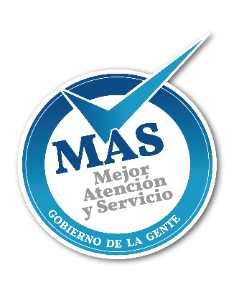 MAS
Mejor
Atención
y Servicio
GOBIERNO DE LA GENTE